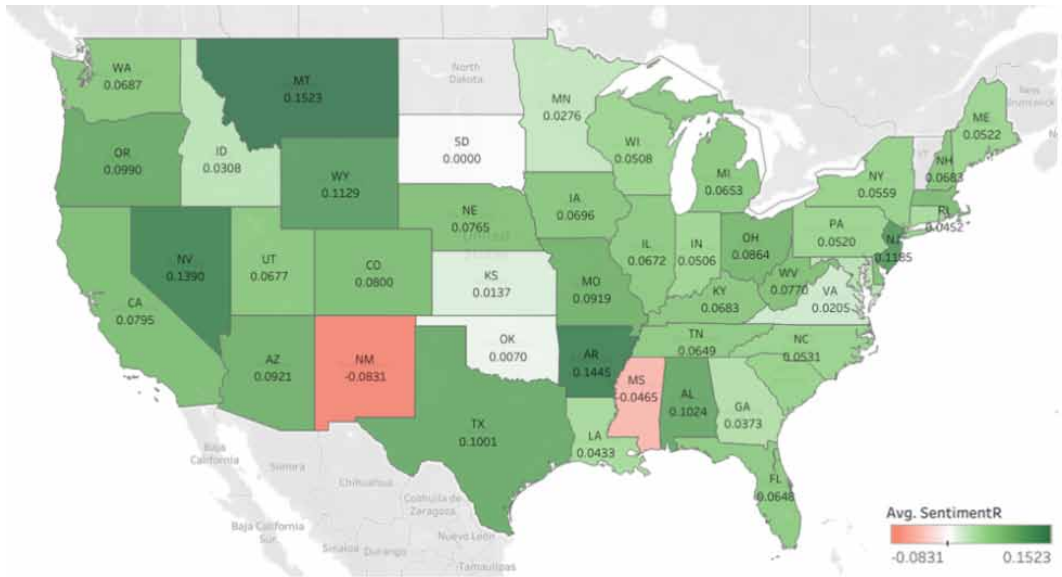 WA
0.0687
MT
0.1523
North
Dakota
MN
0.0276
ME
0.0522
OR
0.0990
ID
0.0308
SD
0.0000
WI
0.0508
NH
0.0683
WY
0.1129
MI
0.0653
NY
0.0559
NE
0.0765
IA
0.0696
RI
0.0452
PA
0.0520
NV
0.1390
UT
0.0677
CO
0.0800
IL
0.0672
IN
0.0506
OH
0.0864
NJ
0.1185
KS
0.0137
MO
0.0919
WV
0.0770
VA
0.0205
CA
0.0795
KY
0.0683
AZ
0.0921
NM
-0.0831
OK
0.0070
AR
0.1445
TN
0.0649
NC
0.0531
MS
-0.0465
AL
0.1024
GA
0.0373
TX
0.1001
LA
0.0433
FL
0.0648
Baja
California
Sonora
Chihuahua
Coahuila de
Zaragoza
Baja California
Sur
Sinaloa
Durango
Nuevo León
Tamaulipas
Avg. SentimentR
-0.0831
0.1523